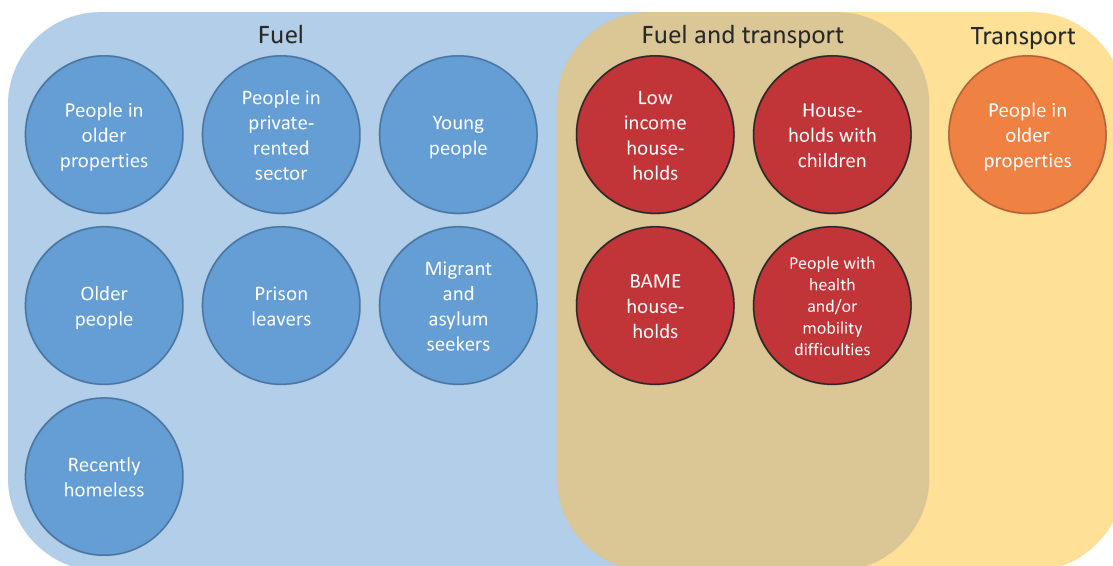 Fuel
Fuel and transport
Transport
People in
older
properties
People in
private-
rented
sector
Young
people
Low
income
house-
holds
House-
holds with
children
People in
older
properties
Older
people
Prison
leavers
Migrant
and
asylum
seekers
BAME
house-
holds
People with
health
and/or
mobility
difficulties
Recently
homeless